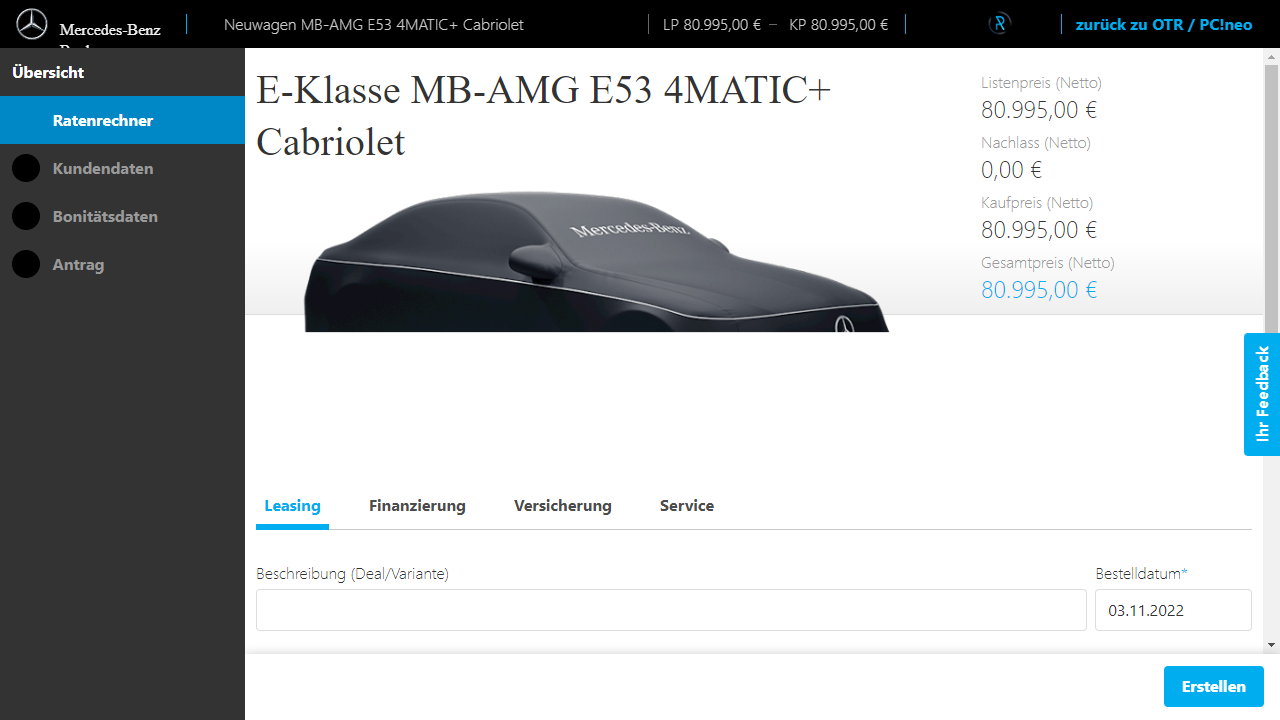 Mercedes-Benz
Neuwagen MB-AMG E53 4MATIC+ Cabriolet
LP 80.995,00 € – KP 80.995,00 €
zurück zu OTR / PC!neo
Übersicht
Ratenrechner
Kundendaten
Bonitätsdaten
Antrag
E-Klasse MB-AMG E53 4MATIC+
Cabriolet
Mercedes-Benz
Listenpreis (Netto)
80.995,00 €
Nachlass (Netto)
0,00 €
Kaufpreis (Netto)
80.995,00 €
Gesamtpreis (Netto)
80.995,00 €
Ihr Feedback
Leasing Finanzierung Versicherung Service
Beschreibung (Deal/Variante)
Bestelldatum*
03.11.2022
Erstellen